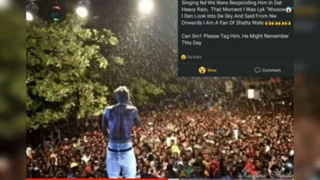 Singing Nd We Were Responding Him In Dat
Heavy Rain, That Moment I Was Lyk "Wooow😱
I Den Look Into De Sky And Said From Nw
Onwards I Am A Fan Of Shatta Wale🔥🔥🔥🔥🔥
Can Sm1 Please Tag Him, He Might Remember
This Day
Wow
Comment